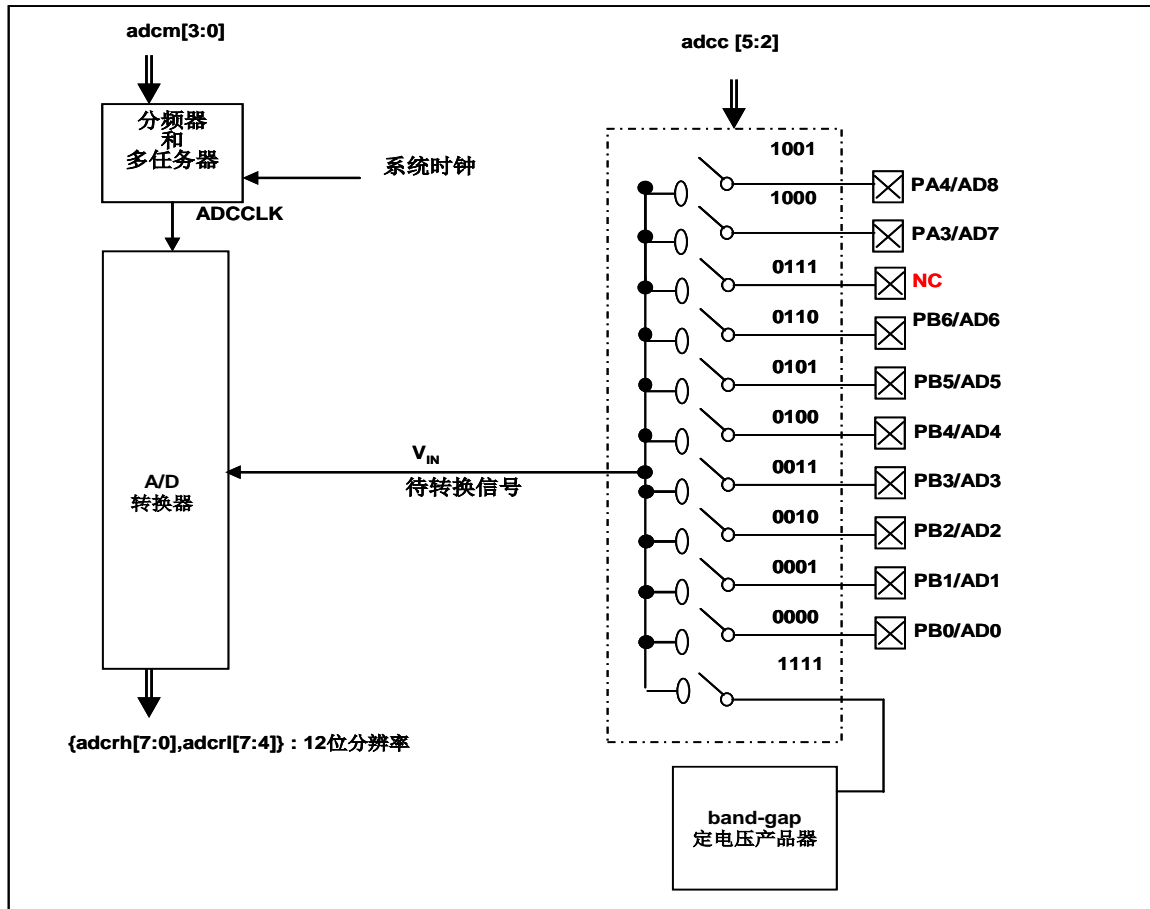 adcm[3:0]
adcc [5:2]
分频器
和
多任务器
系统时钟
ADCCLK
1001
PA4/AD8
1000
PA3/AD7
0111
NC
0110
PB6/AD6
0101
PB5/AD5
0100
PB4/AD4
0011
PB3/AD3
0010
PB2/AD2
0001
PB1/AD1
0000
PB0/AD0
1111
VIN
待转换信号
A/D
转换器
{adcrh[7:0],adcrl[7:4]} : 12位分辨率
band-gap
定电压产品器